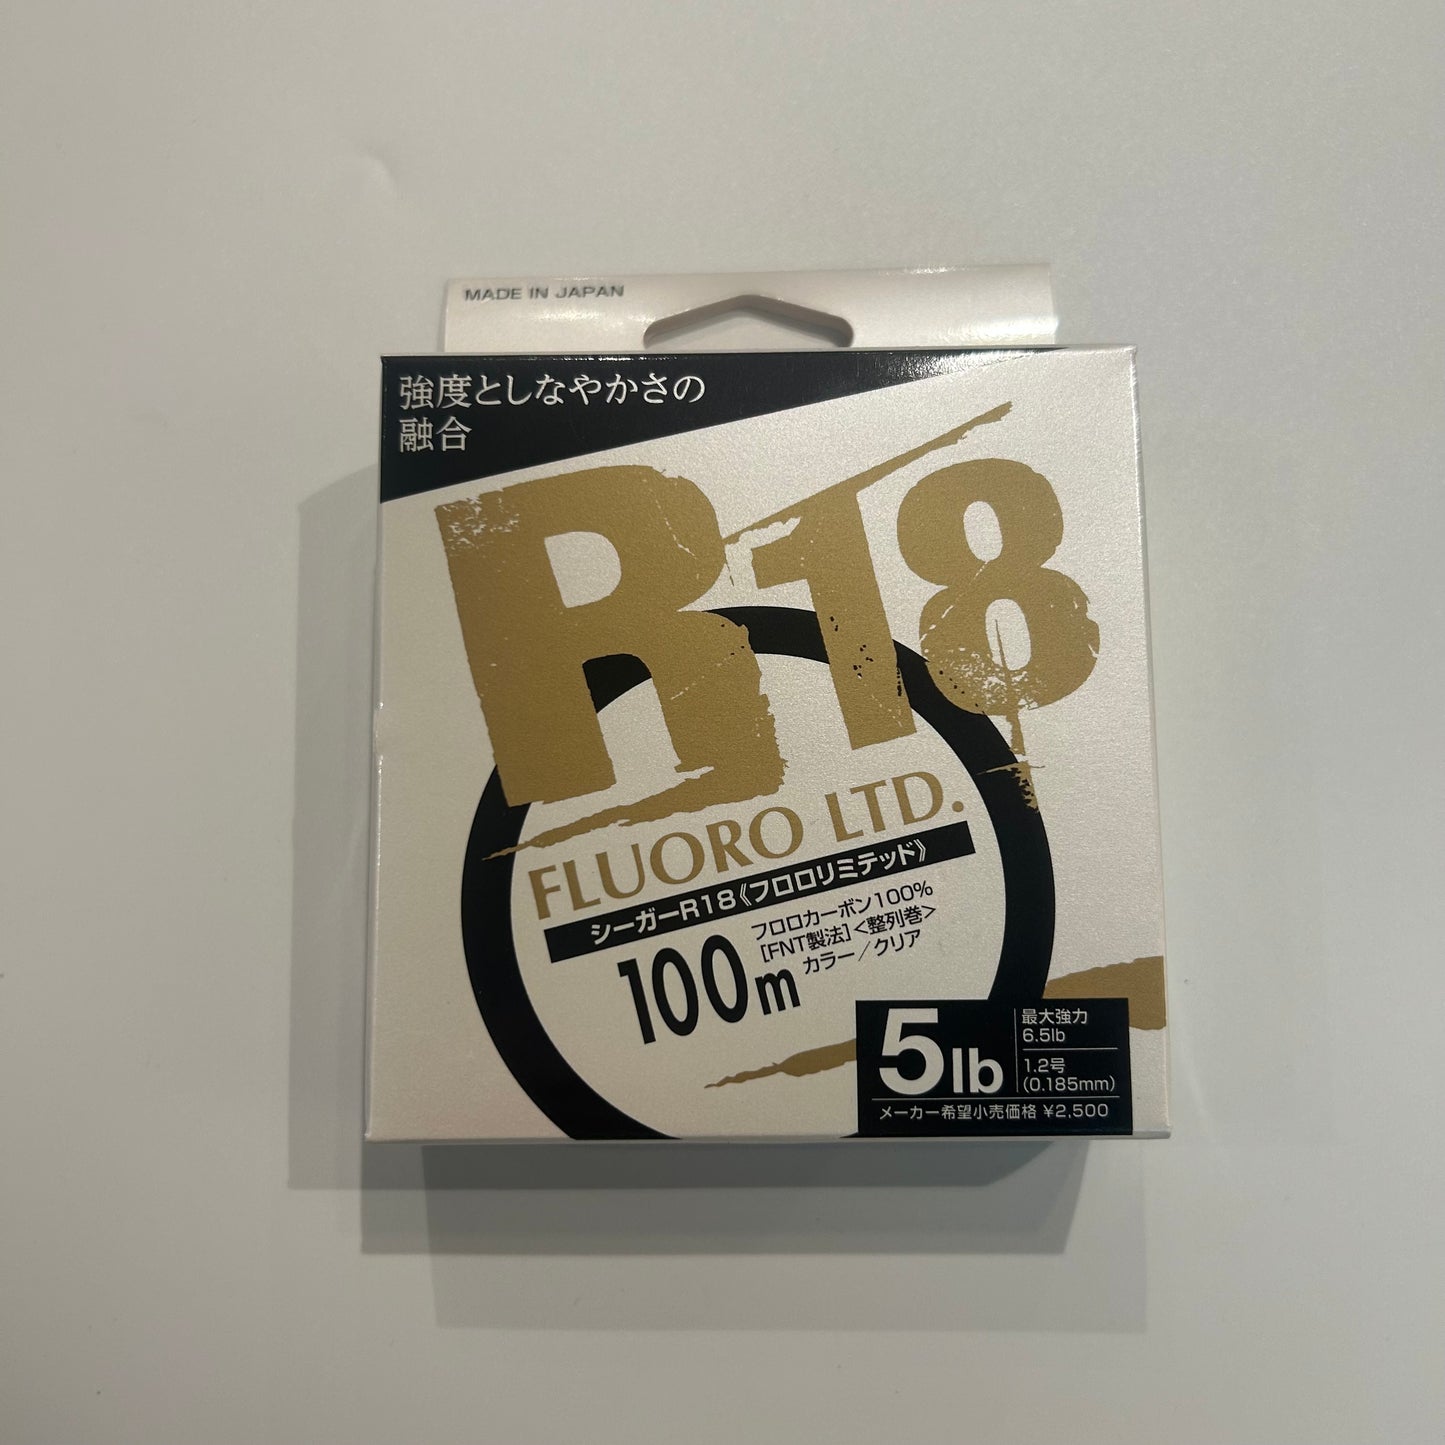 MADE IN JAPAN
強度としなやかさの
融合
R18
FLUORO LTD.
シーガーR18《フロロリミテッド》
100m
フロロカーボン100%
[FNT製法]<整列巻>
カラー／クリア
5lb
最大強力
6.5lb
1.2号
(0.185mm)
メーカー希望小売価格 ¥2,500